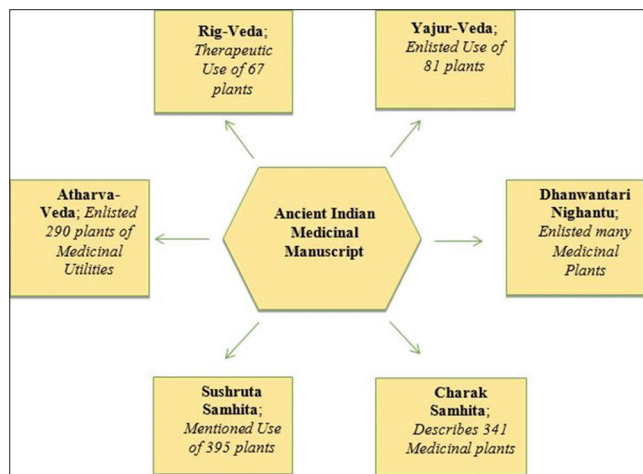 Rig-Veda;
Therapeutic
Use of 67
plants
Yajur-Veda;
Enlisted Use of
81 plants
Atharva-
Veda; Enlisted
290 plants of
Medicinal
Utilities
Ancient Indian
Medicinal
Manuscript
Dhanwantari
Nighantu;
Enlisted many
Medicinal
Plants
Sushruta
Samhita;
Mentioned Use
of 395 plants
Charak
Samhita;
Describes 341
Medicinal plants